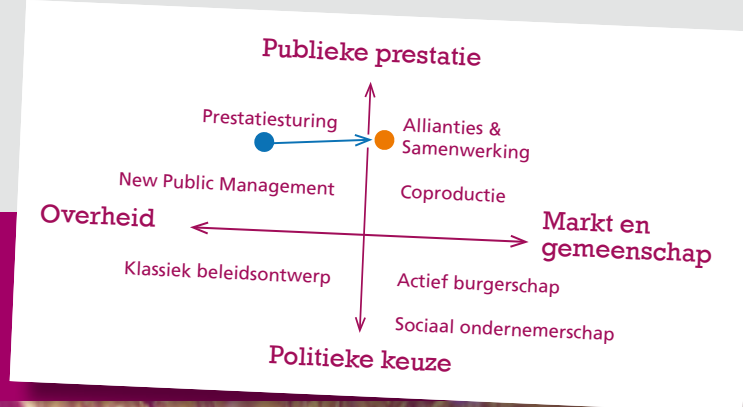 Publieke prestatie
Prestatiesturing
Allianties &
Samenwerking
New Public Management
Coproductie
Overheid
Markt en
gemeenschap
Klassiek beleidsontwerp
Actief burgerschap
Sociaal ondernemerschap
Politieke keuze